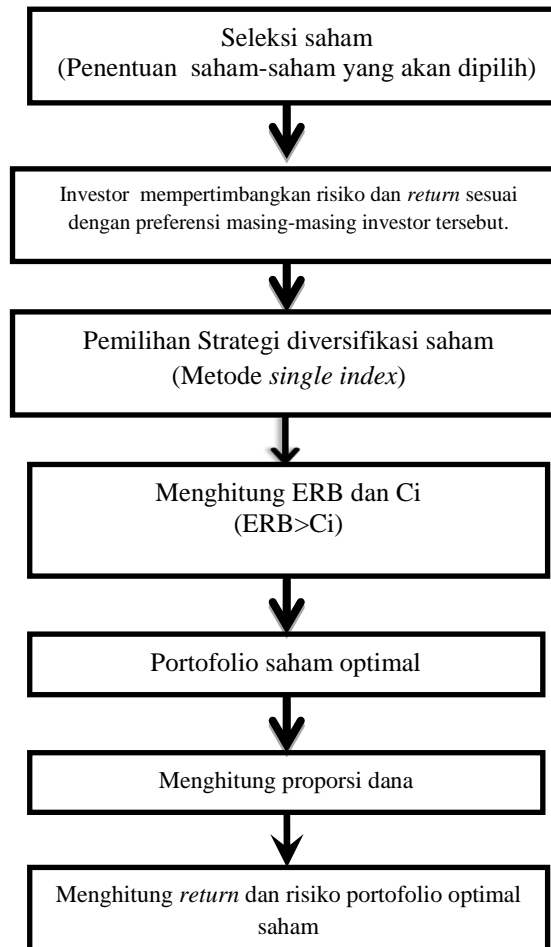 Seleksi saham
(Penentuan  saham-saham yang akan dipilih)
Investor  mempertimbangkan risiko dan return sesuai
dengan preferensi masing-masing investor tersebut.
Pemilihan Strategi diversifikasi saham
(Metode single index)
Menghitung ERB dan Ci
(ERB>Ci)
Portofolio saham optimal
Menghitung proporsi dana
Menghitung return dan risiko portofolio optimal
saham